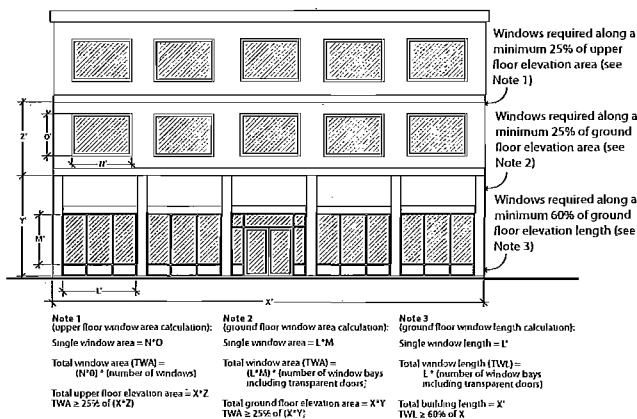 Windows required along a
minimum 25% of upper
floor elevation area (see
Note 1)
Windows required along a
minimum 25% of ground
floor elevation area (see
Note 2)
Windows required along a
minimum 60% of ground
floor elevation length (see
Note 3)
Z'
O'
N'
Y'
M'
L'
X'
Note 1
(upper floor window area calculation):
Single window area = N*O
Total window area (TWA) =
(N*O) * (number of windows)
Total upper floor elevation area = X*Z
TWA ≥ 25% of (X*Z)
Note 2
(ground floor window area calculation):
Single window area = L*M
Total window area (TWA) =
(L*M) * (number of window bays
including transparent doors)
Total ground floor elevation area = X*Y
TWA ≥ 25% of (X*Y)
Note 3
(ground floor window length calculation):
Single window length = L'
Total window length (TWL) =
L * (number of window bays
including transparent doors)
Total building length = X'
TWL ≥ 60% of X